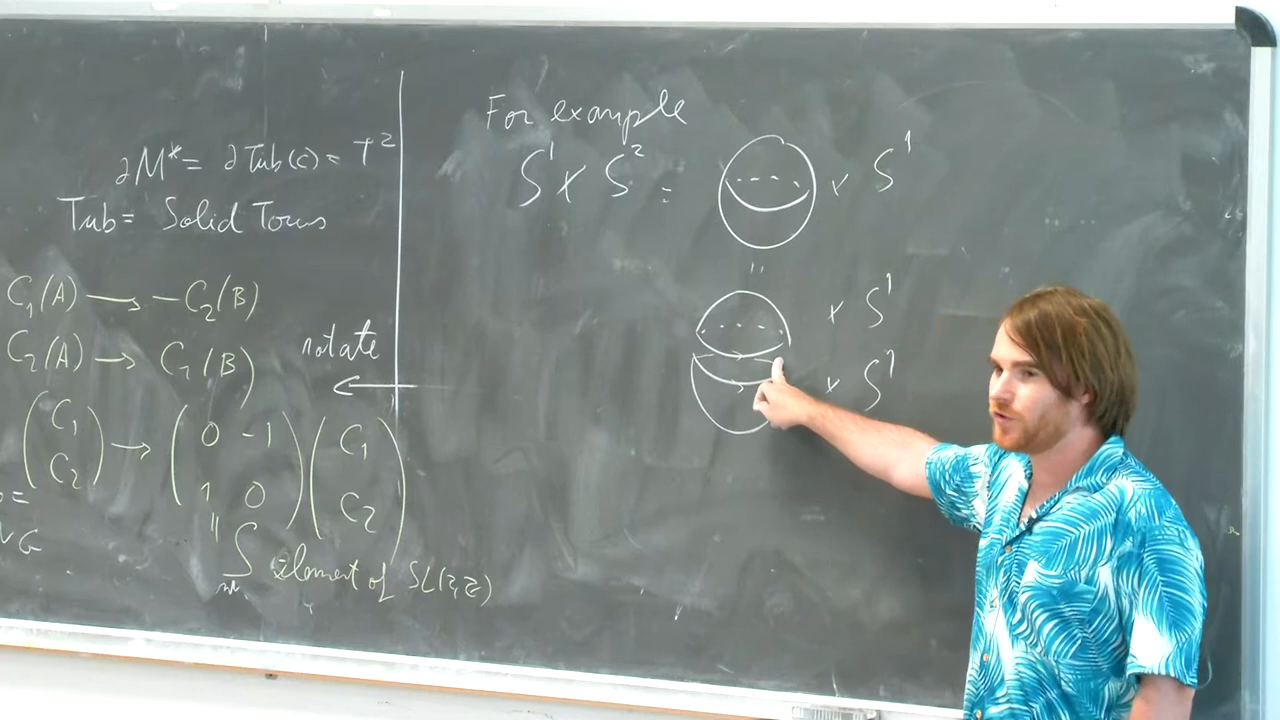 ∂M* = ∂Tub(c) = T²
Tub = Solid Torus
C₁(A) → −C₂(B)
C₂(A) → C₁(B)
rotate
←
(C₁ C₂) → (0 −1 1 0) (C₁ C₂)
"
S element of SL(2,Z)
For example
S¹ × S² = × S¹
"
× S¹
× S¹